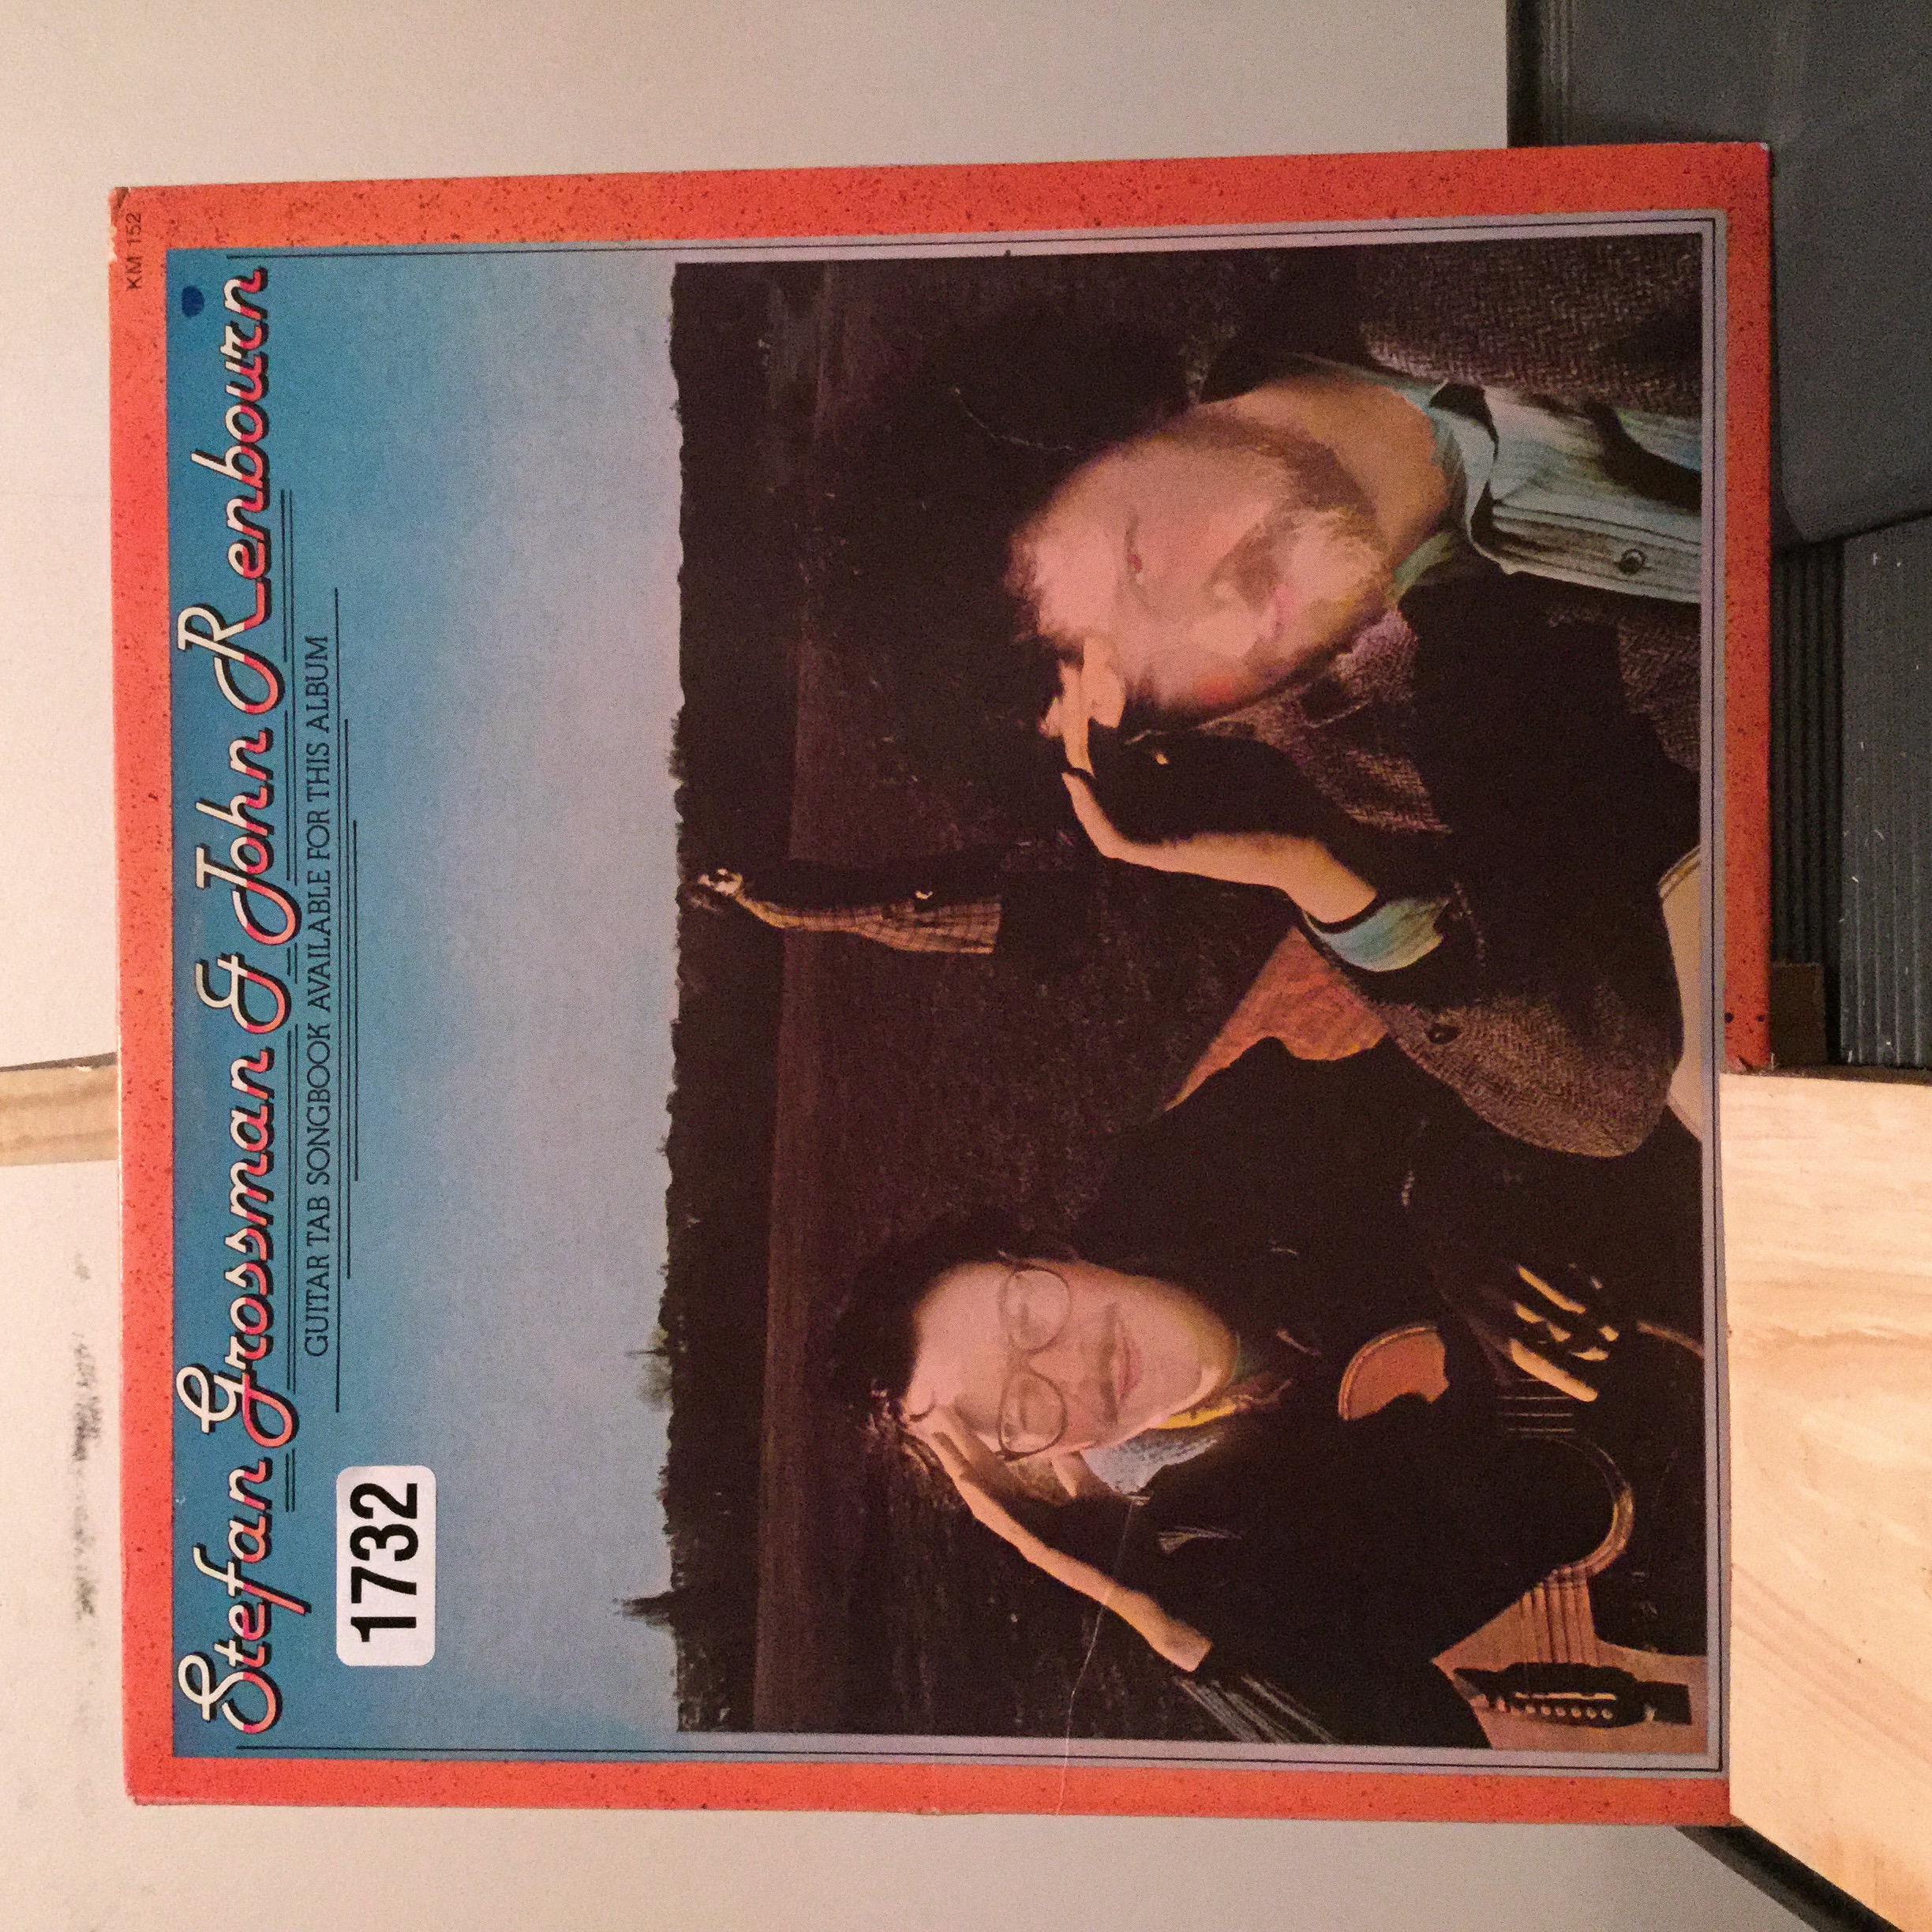 KM 152
Stefan Grossman & John Renbourn
GUITAR TAB SONGBOOK AVAILABLE FOR THIS ALBUM
1732